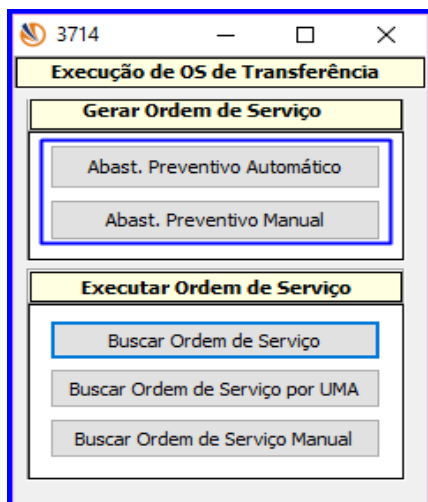 3714
Execução de OS de Transferência
Gerar Ordem de Serviço
Abast. Preventivo Automático
Abast. Preventivo Manual
Executar Ordem de Serviço
Buscar Ordem de Serviço
Buscar Ordem de Serviço por UMA
Buscar Ordem de Serviço Manual